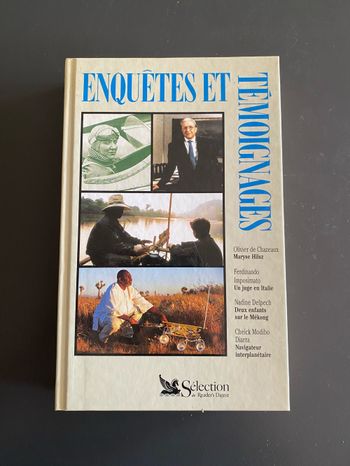 ENQUÊTES ET
TÉMOIGNAGES
Olivier de Chazeaux
Maryse Hilsz
Ferdinando
Imposimato
Un juge en Italie
Nadine Delpech
Deux enfants
sur le Mékong
Cheick Modibo
Diarra
Navigateur
interplanétaire
Sélection
du Reader's Digest